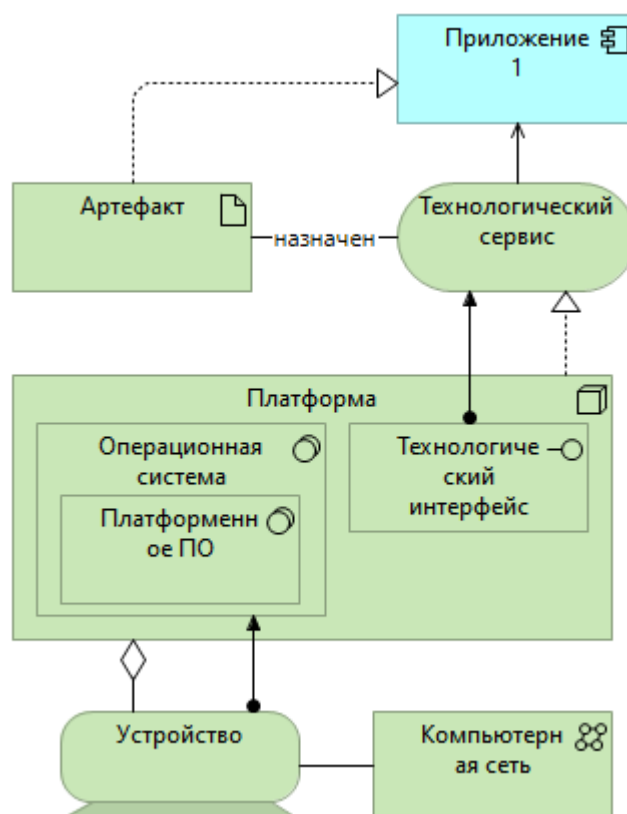 Приложение
1
Артефакт
назначен
Технологический
сервис
Платформа
Операционная
система
Платформенн
ое ПО
Технологиче
ский
интерфейс
Устройство
Компьютерн
ая сеть